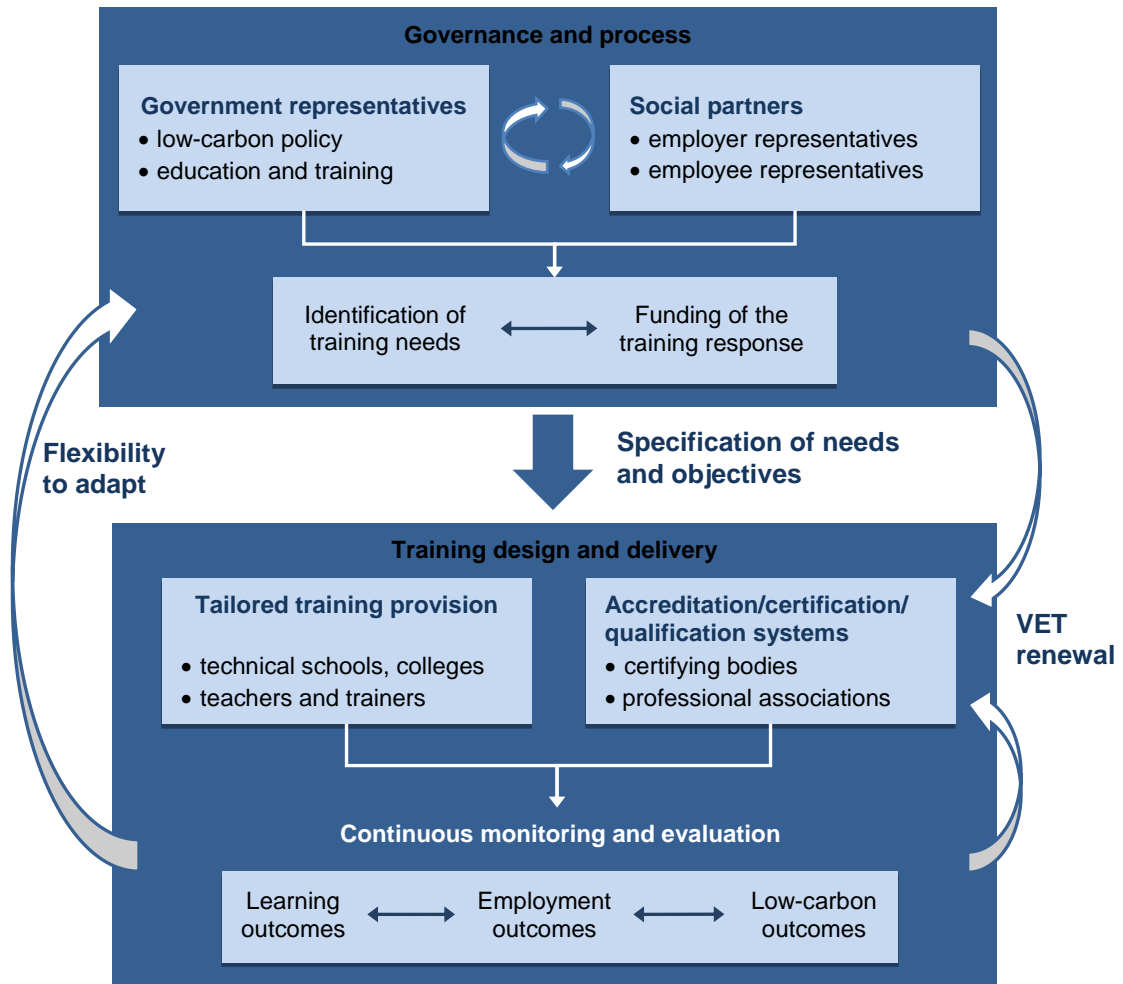 Governance and process
Government representatives
• low-carbon policy
• education and training
Social partners
• employer representatives
• employee representatives
Identification of
training needs
Funding of the
training response
Flexibility
to adapt
Specification of needs
and objectives
Training design and delivery
Tailored training provision
• technical schools, colleges
• teachers and trainers
Accreditation/certification/
qualification systems
• certifying bodies
• professional associations
VET
renewal
Continuous monitoring and evaluation
Learning
outcomes
Employment
outcomes
Low-carbon
outcomes